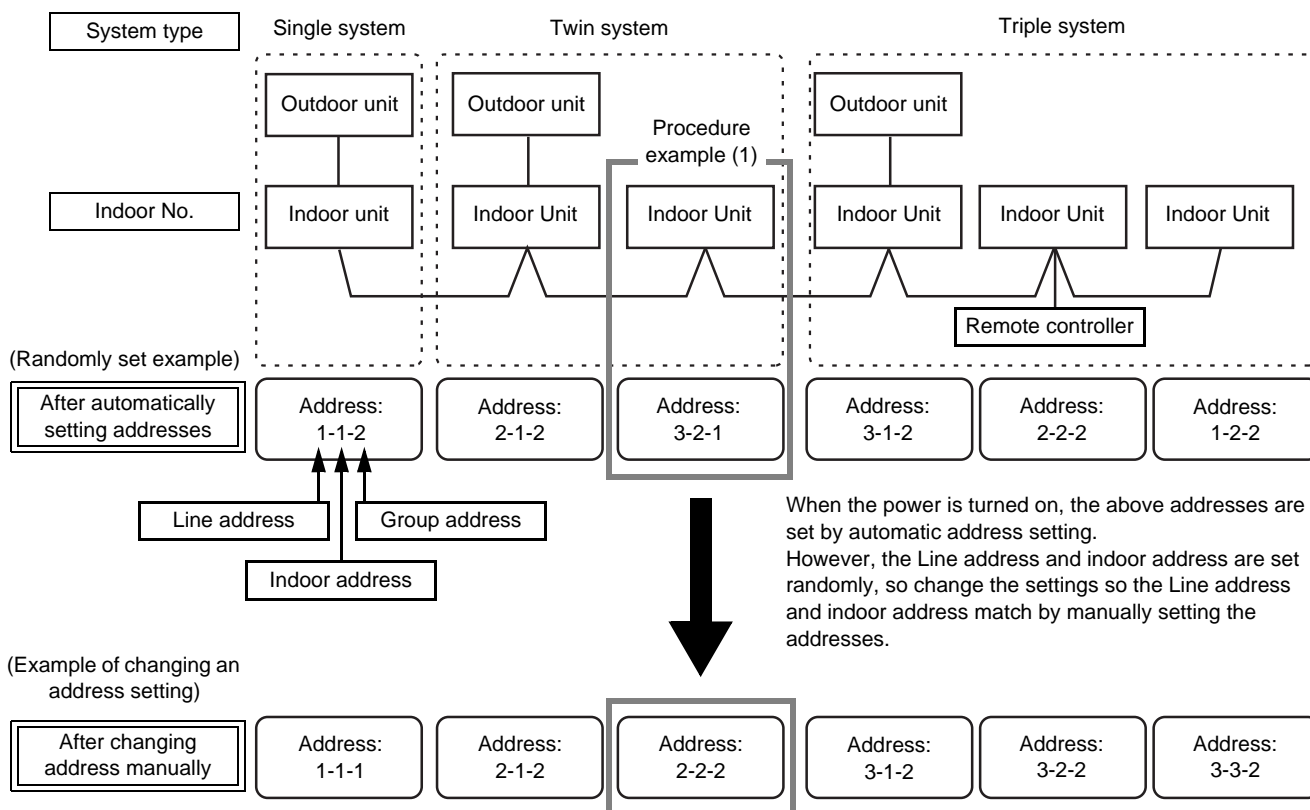 System type
Single system
Twin system
Triple system
Outdoor unit
Outdoor unit
Outdoor unit
Procedure
example (1)
Indoor No.
Indoor unit
Indoor Unit
Indoor Unit
Indoor Unit
Indoor Unit
Indoor Unit
Remote controller
(Randomly set example)
After automatically
setting addresses
Address:
1-1-2
Address:
2-1-2
Address:
3-2-1
Address:
3-1-2
Address:
2-2-2
Address:
1-2-2
Line address
Group address
Indoor address
When the power is turned on, the above addresses are
set by automatic address setting.
However, the Line address and indoor address are set
randomly, so change the settings so the Line address
and indoor address match by manually setting the
addresses.
(Example of changing an
address setting)
After changing
address manually
Address:
1-1-1
Address:
2-1-2
Address:
2-2-2
Address:
3-1-2
Address:
3-2-2
Address:
3-3-2